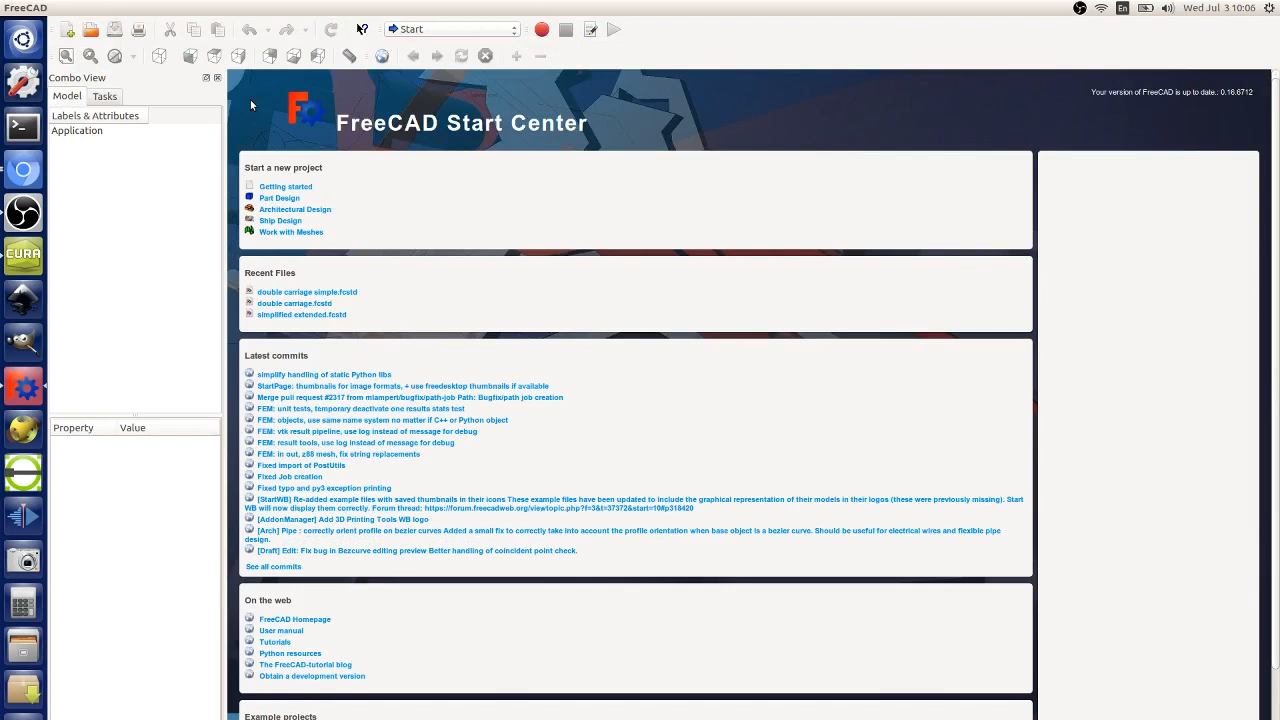 FreeCAD
En
Wed Jul 3 10:06
Start
Combo View
Model
Tasks
Labels & Attributes
Application
Property
Value
FreeCAD Start Center
Your version of FreeCAD is up to date.: 0.16.6712
Start a new project
Getting started
Part Design
Architectural Design
Ship Design
Work with Meshes
Recent Files
double carriage simple.fcstd
double carriage.fcstd
simplified extended.fcstd
Latest commits
simplify handling of static Python libs
StartPage: thumbnails for image formats, + use freedesktop thumbnails if available
Merge pull request #2317 from mlampert/bugfix/path-job Path: Bugfix/path job creation
FEM: unit tests, temporary deactivate one results stats test
FEM: objects, use same name system no matter if C++ or Python object
FEM: vtk result pipeline, use log instead of message for debug
FEM: result tools, use log instead of message for debug
FEM: in out, z88 mesh, fix string replacements
Fixed import of PostUtils
Fixed Job creation
Fixed typo and py3 exception printing
[StartWB] Re-added example files with saved thumbnails in their icons These example files have been updated to include the graphical representation of their models in their logos (these were previously missing). Start
WB will now display them correctly. Forum thread: https://forum.freecadweb.org/viewtopic.php?f=3&t=37372&start=10#p318420
[AddonManager] Add 3D Printing Tools WB logo
[Arch] Pipe : correctly orient profile on bezier curves Added a small fix to correctly take into account the profile orientation when base object is a bezier curve. Should be useful for electrical wires and flexible pipe
design.
[Draft] Edit: Fix bug in Bezcurve editing preview Better handling of coincident point check.
See all commits
On the web
FreeCAD Homepage
User manual
Tutorials
Python resources
The FreeCAD-tutorial blog
Obtain a development version
Example projects
CURA